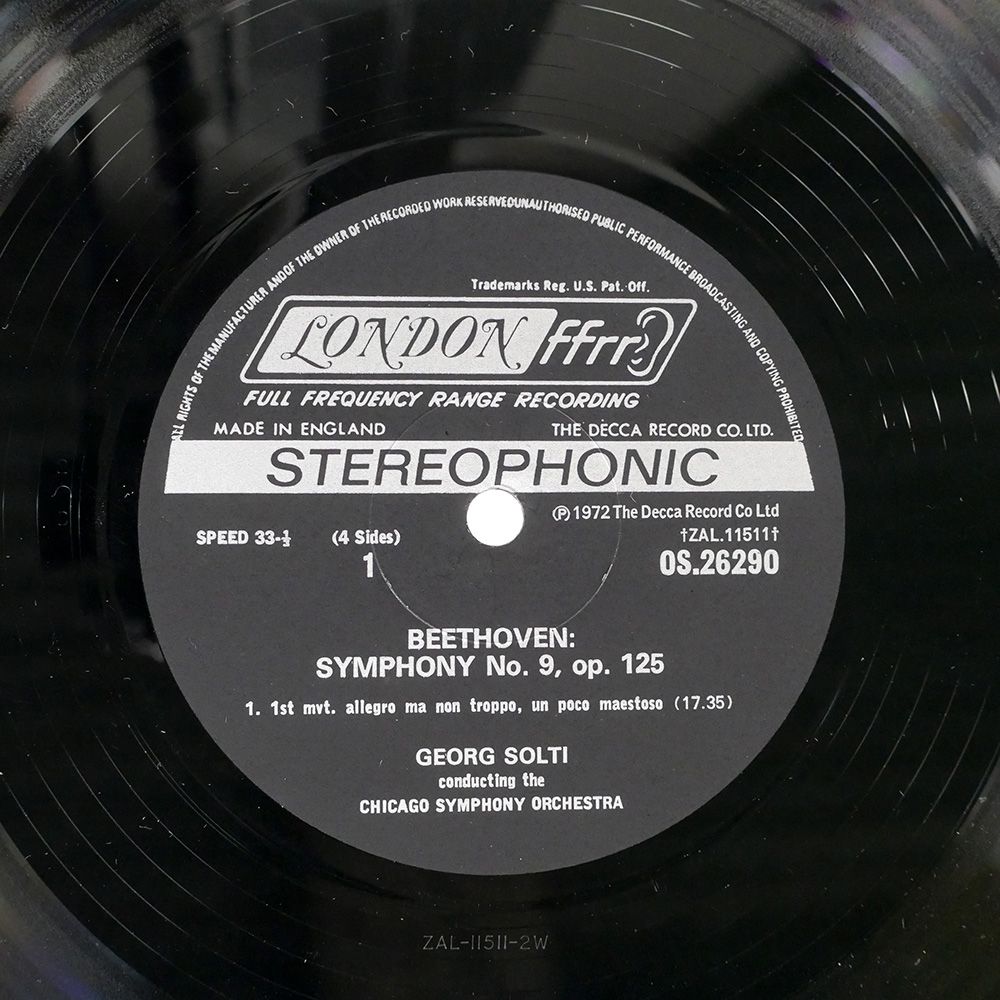 ALL RIGHTS OF THE MANUFACTURER AND OF THE OWNER OF THE RECORDED WORK RESERVED UNAUTHORISED PUBLIC PERFORMANCE BROADCASTING AND COPYING PROHIBITED
Trademarks Reg. U.S. Pat. Off.
LONDON ffrr
FULL FREQUENCY RANGE RECORDING
MADE IN ENGLAND THE DECCA RECORD CO. LTD.
STEREOPHONIC
℗ 1972 The Decca Record Co Ltd
SPEED 33-⅓ (4 Sides) †ZAL.11511†
1 OS.26290
BEETHOVEN:
SYMPHONY No. 9, op. 125
1. 1st mvt. allegro ma non troppo, un poco maestoso (17.35)
GEORG SOLTI
conducting the
CHICAGO SYMPHONY ORCHESTRA
ZAL-11511-2W